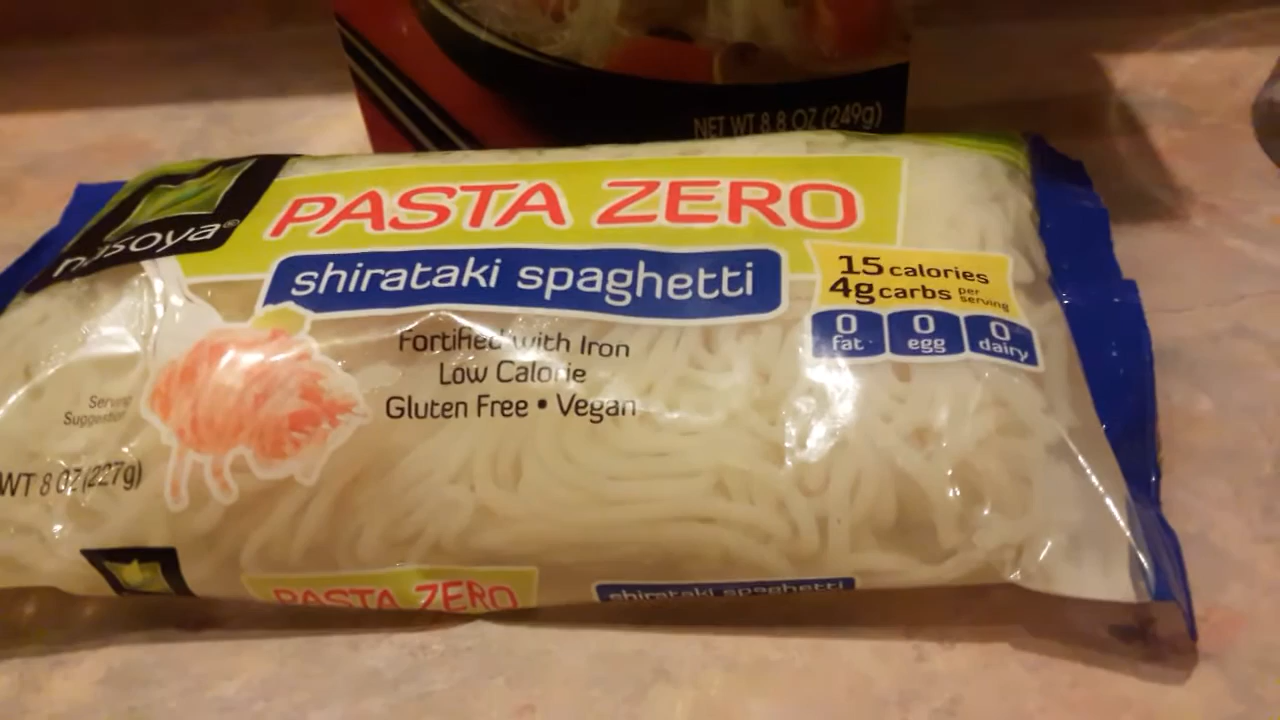 NET WT 8.8 OZ (249g)
nasoya®
PASTA ZERO
shirataki spaghetti
15 calories
4g carbs per serving
0 fat
0 egg
0 dairy
Fortified with Iron
Low Calorie
Gluten Free • Vegan
Serving
Suggestion
WT 8 OZ (227g)
PASTA ZERO
shirataki spaghetti